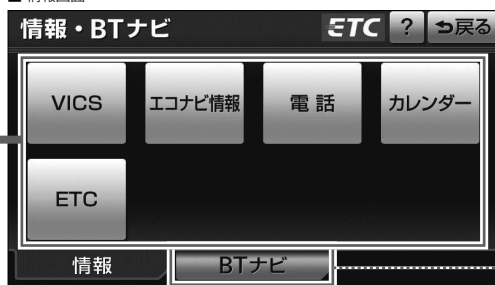 ■ 情報画面
情報・BTナビ ETC ? 戻る
VICS エコナビ情報 電話 カレンダー
ETC
情報 BTナビ